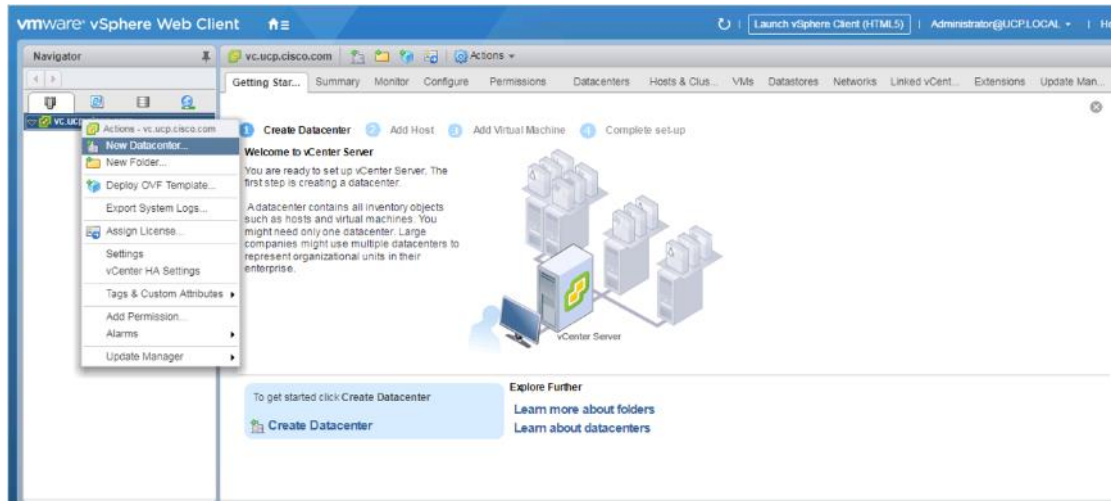 vmware® vSphere Web Client
Launch vSphere Client (HTML5) | Administrator@UCP.LOCAL | He
Navigator
vc.ucp.cisco.com Actions
Getting Star... Summary Monitor Configure Permissions Datacenters Hosts & Clus... VMs Datastores Networks Linked vCent... Extensions Update Man...
Actions - vc.ucp.cisco.com
New Datacenter...
New Folder...
Deploy OVF Template...
Export System Logs...
Assign License...
Settings
vCenter HA Settings
Tags & Custom Attributes
Add Permission...
Alarms
Update Manager
1 Create Datacenter 2 Add Host 3 Add Virtual Machine 4 Complete set-up
Welcome to vCenter Server
You are ready to set up vCenter Server. The
first step is creating a datacenter.
A datacenter contains all inventory objects
such as hosts and virtual machines. You
might need only one datacenter. Large
companies might use multiple datacenters to
represent organizational units in their
enterprise.
vCenter Server
To get started click Create Datacenter
Create Datacenter
Explore Further
Learn more about folders
Learn about datacenters